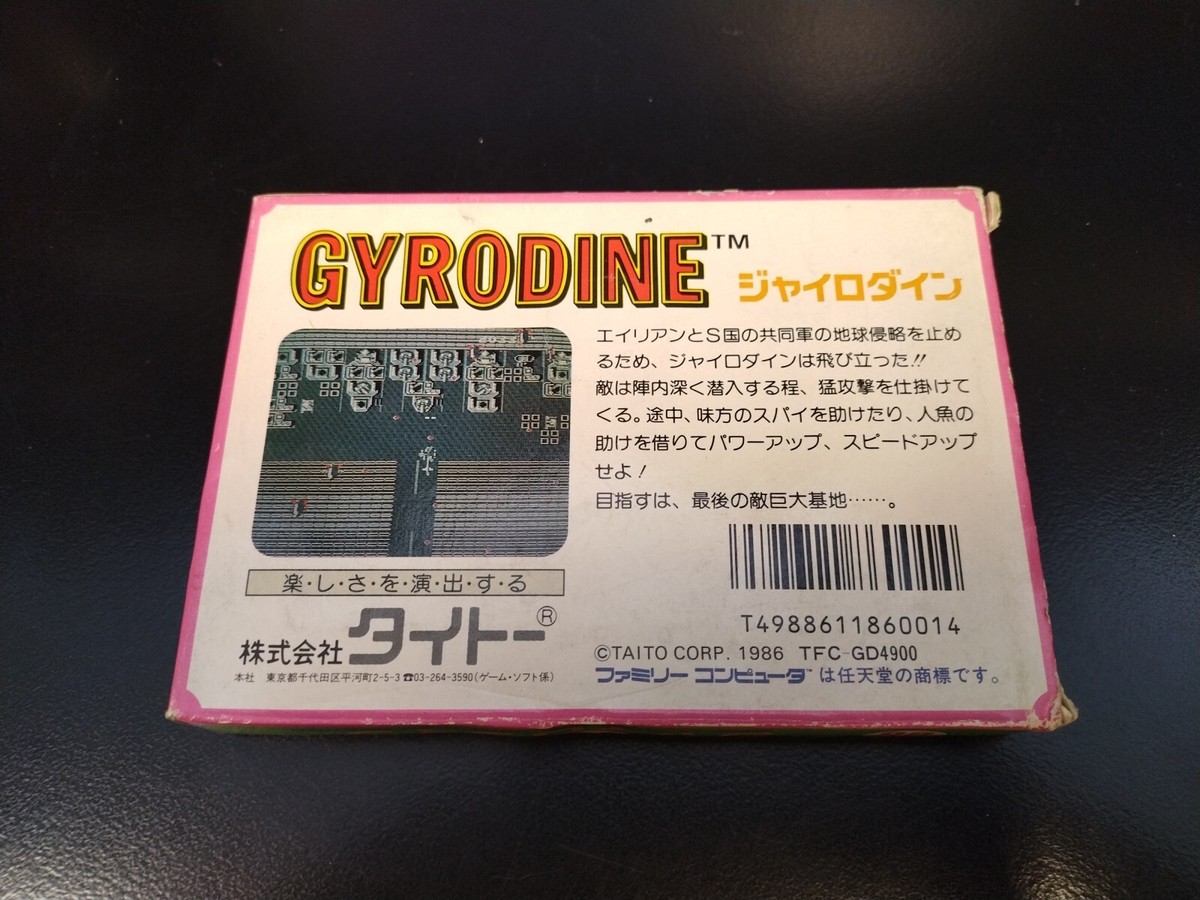 GYRODINE™
ジャイロダイン
エイリアンとS国の共同軍の地球侵略を止め
るため、ジャイロダインは飛び立った!!
敵は陣内深く潜入する程、猛攻撃を仕掛けて
くる。途中、味方のスパイを助けたり、人魚の
助けを借りてパワーアップ、スピードアップ
せよ!
目指すは、最後の敵巨大基地……。
楽・し・さ・を・演・出・す・る
株式会社 タイトー®
本社 東京都千代田区平河町2-5-3 ☎03-264-3590(ゲーム・ソフト係)
T4988611860014
©TAITO CORP. 1986 TFC-GD4900
ファミリーコンピュータ™は任天堂の商標です。